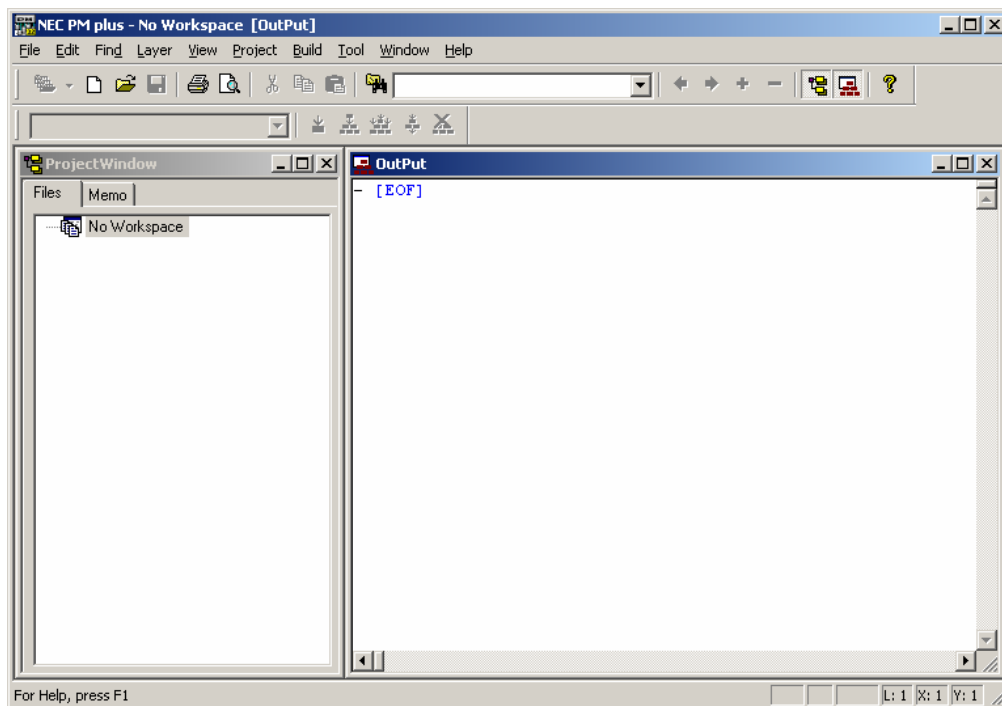 NEC PM plus - No Workspace [OutPut]
File Edit Find Layer View Project Build Tool Window Help
ProjectWindow
Files Memo
No Workspace
OutPut
[EOF]
For Help, press F1
L: 1 X: 1 Y: 1